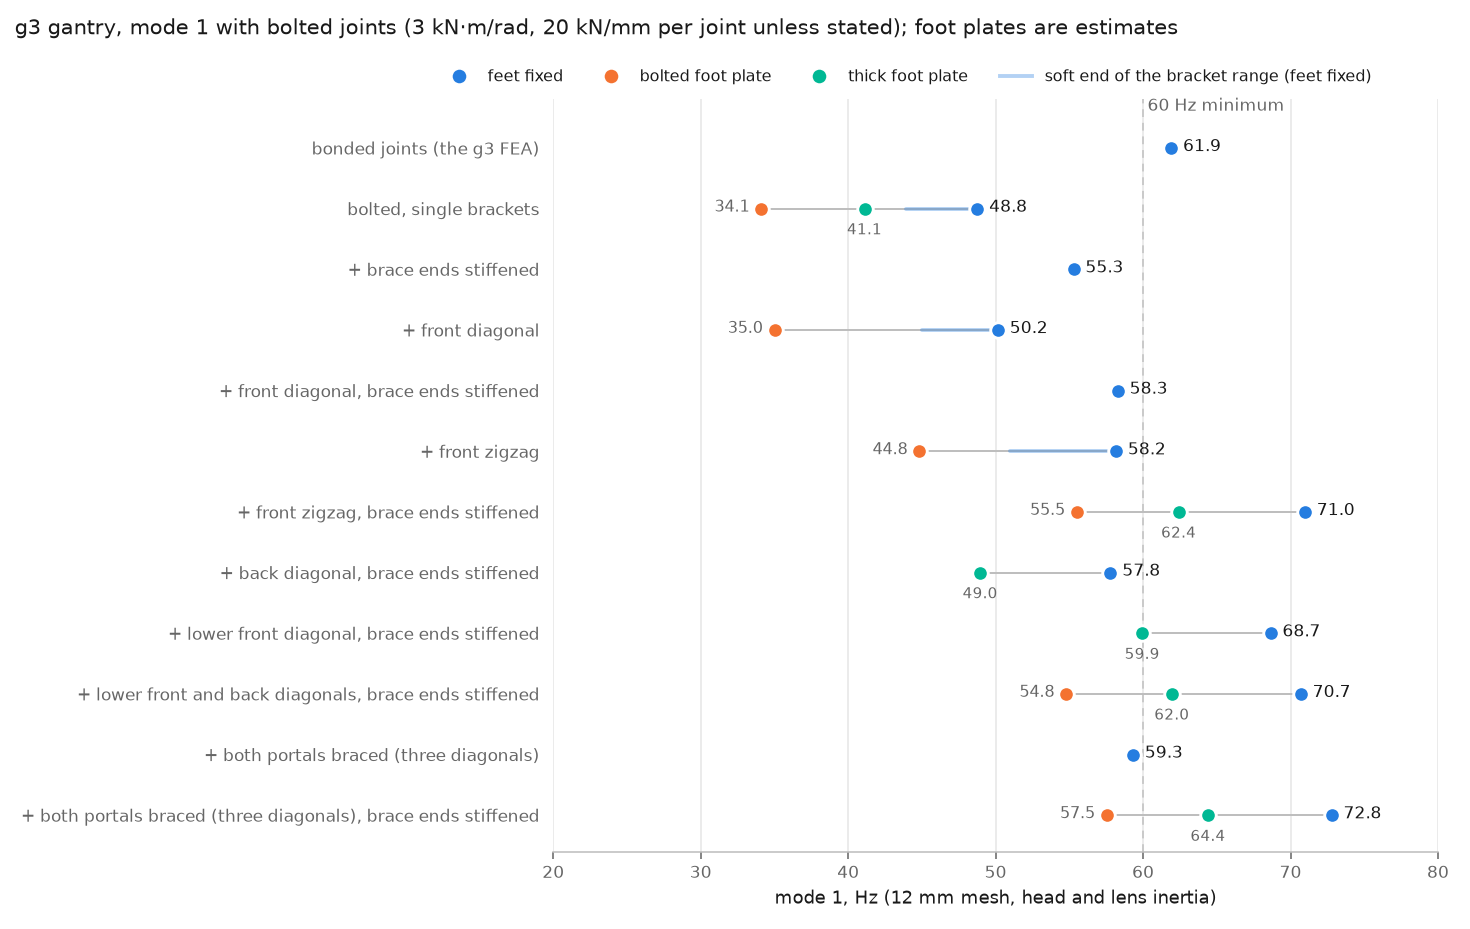 g3 gantry, mode 1 with bolted joints (3 kN·m/rad, 20 kN/mm per joint unless stated); foot plates are estimates
feet fixed
bolted foot plate
thick foot plate
soft end of the bracket range (feet fixed)
60 Hz minimum
bonded joints (the g3 FEA)
61.9
bolted, single brackets
34.1
41.1
48.8
+ brace ends stiffened
55.3
+ front diagonal
35.0
50.2
+ front diagonal, brace ends stiffened
58.3
+ front zigzag
44.8
58.2
+ front zigzag, brace ends stiffened
55.5
62.4
71.0
+ back diagonal, brace ends stiffened
49.0
57.8
+ lower front diagonal, brace ends stiffened
59.9
68.7
+ lower front and back diagonals, brace ends stiffened
54.8
62.0
70.7
+ both portals braced (three diagonals)
59.3
+ both portals braced (three diagonals), brace ends stiffened
57.5
64.4
72.8
20
30
40
50
60
70
80
mode 1, Hz (12 mm mesh, head and lens inertia)